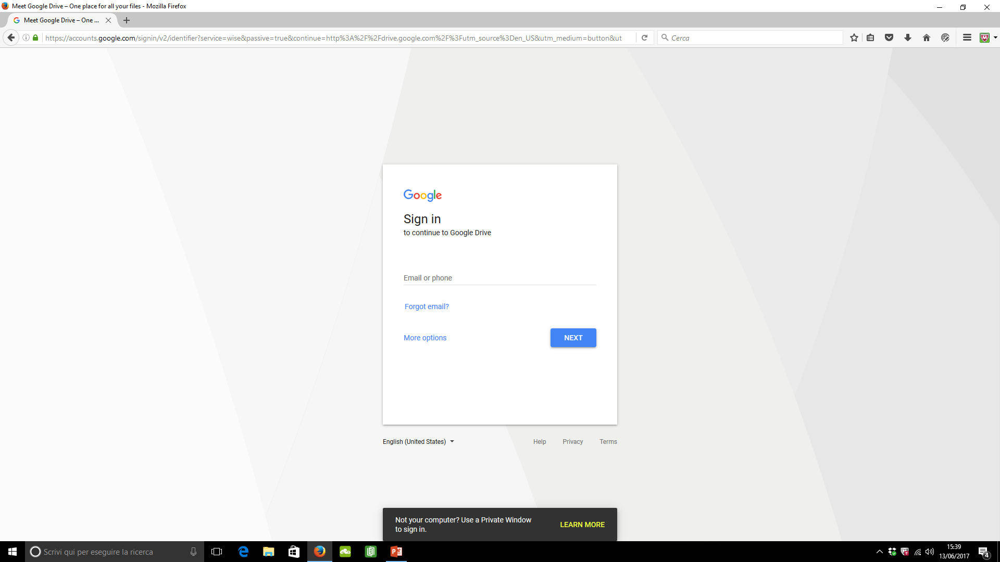 Meet Google Drive – One place for all your files - Mozilla Firefox
Meet Google Drive – One ...
https://accounts.google.com/signin/v2/identifier?service=wise&passive=true&continue=http%3A%2F%2Fdrive.google.com%2F%3Futm_source%3Den_US&utm_medium=button&ut
Cerca
Google
Sign in
to continue to Google Drive
Email or phone
Forgot email?
More options
NEXT
English (United States)
Help Privacy Terms
Not your computer? Use a Private Window
to sign in.
LEARN MORE
Scrivi qui per eseguire la ricerca
15:39
13/06/2017
4